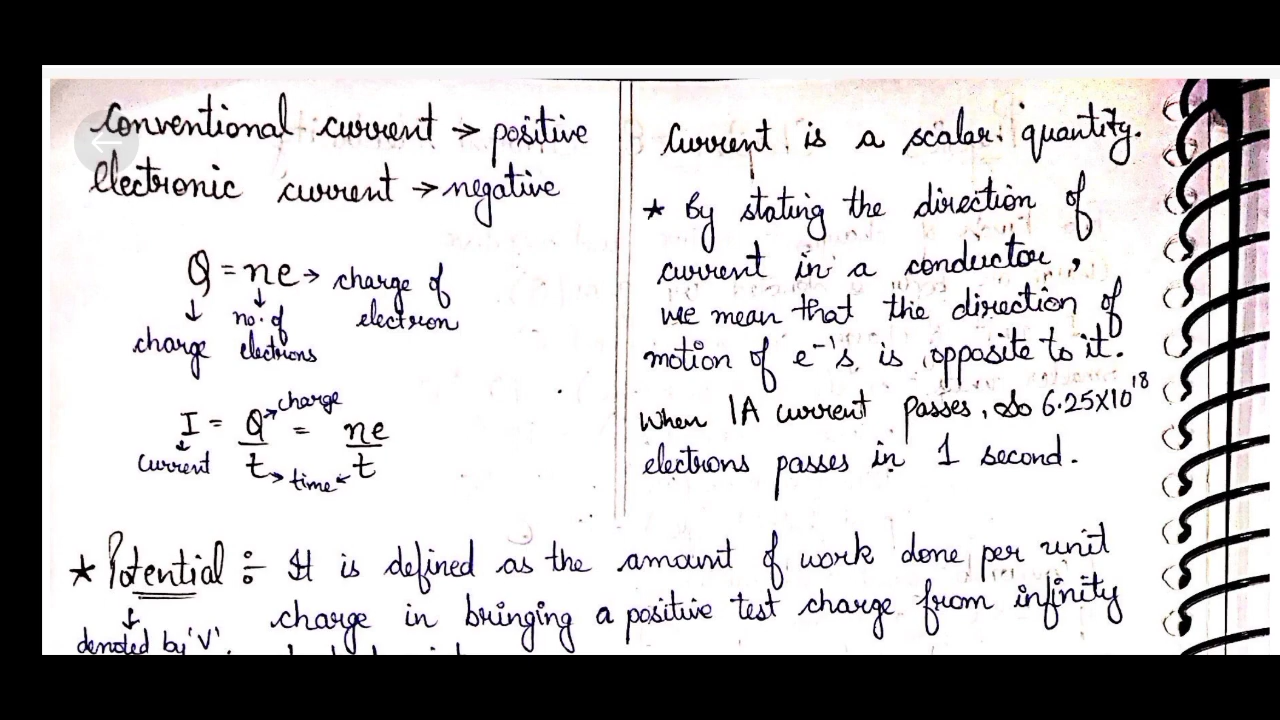 Conventional current → positive
Electronic current → negative
Q = ne → charge of
electron
↓ ↓
charge no. of
electrons
I = Q/t = ne/t
→ charge
↓
current
→ time ←
Current is a scalar quantity.
★ By stating the direction of
current in a conductor,
we mean that the direction of
motion of e⁻'s is opposite to it.
When 1A current passes, so 6.25x10¹⁸
electrons passes in 1 second.
★ Potential ÷ It is defined as the amount of work done per unit
↓ charge in bringing a positive test charge from infinity
denoted by 'V'.